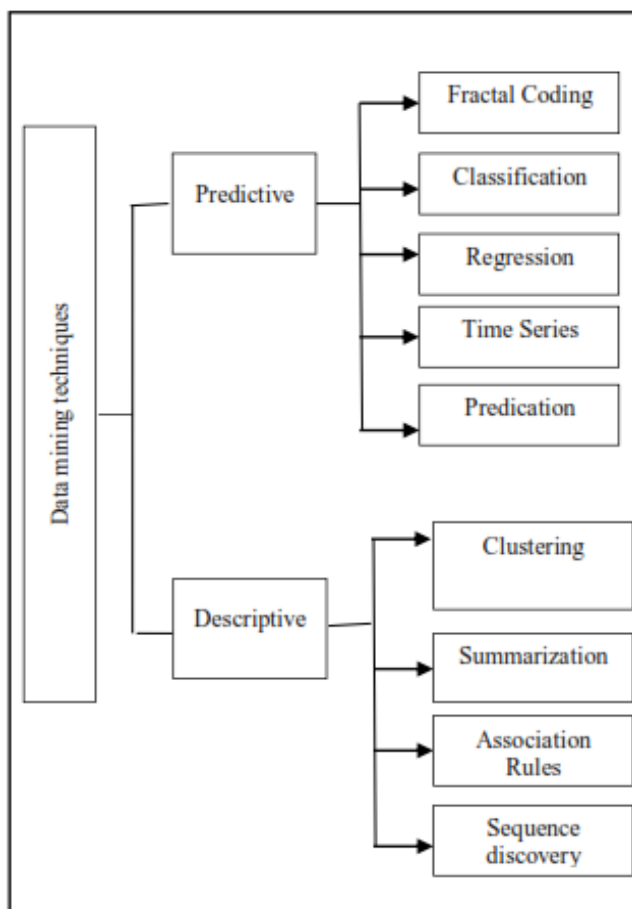 Data mining techniques
Predictive
Fractal Coding
Classification
Regression
Time Series
Predication
Descriptive
Clustering
Summarization
Association
Rules
Sequence
discovery